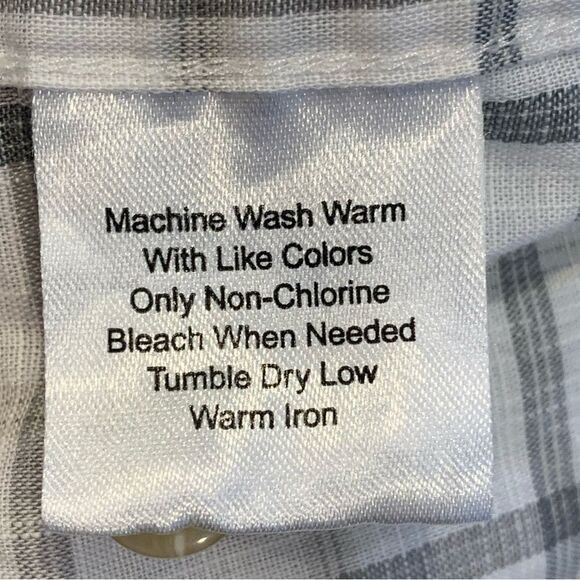 Machine Wash Warm
With Like Colors
Only Non-Chlorine
Bleach When Needed
Tumble Dry Low
Warm Iron